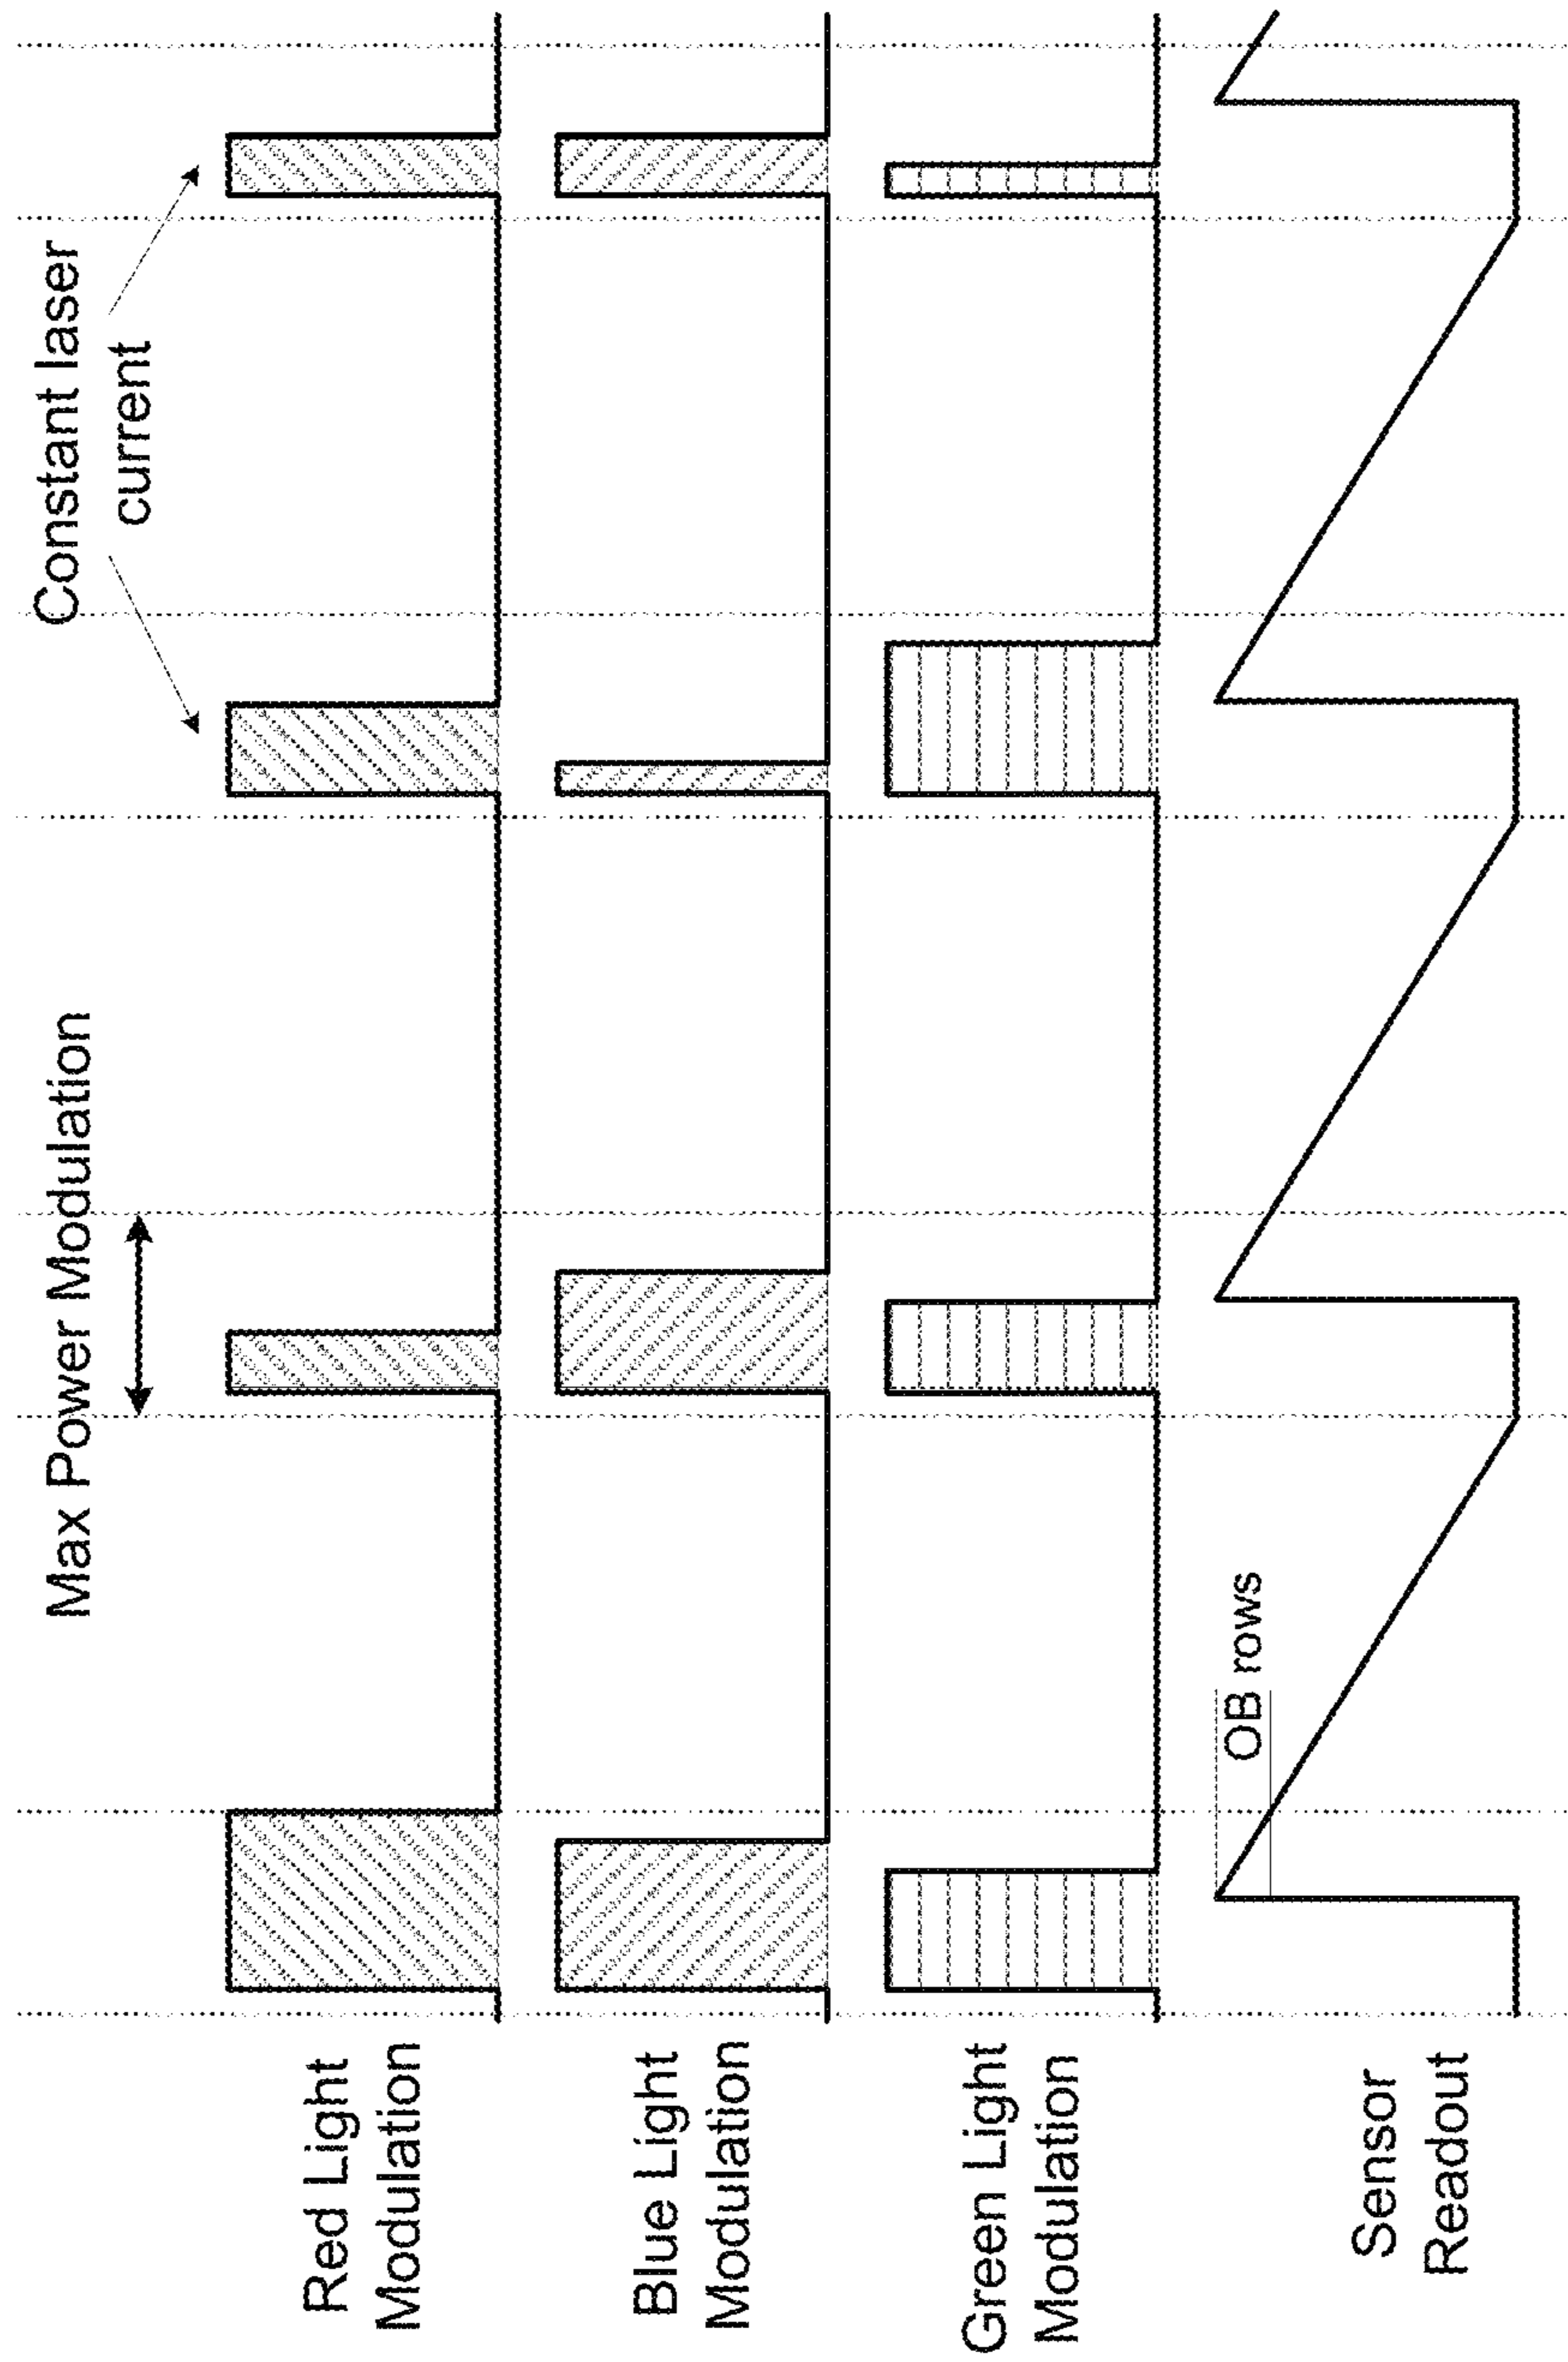 Max Power Modulation
Constant laser
current
Red Light
Modulation
Blue Light
Modulation
Green Light
Modulation
OB rows
Sensor
Readout